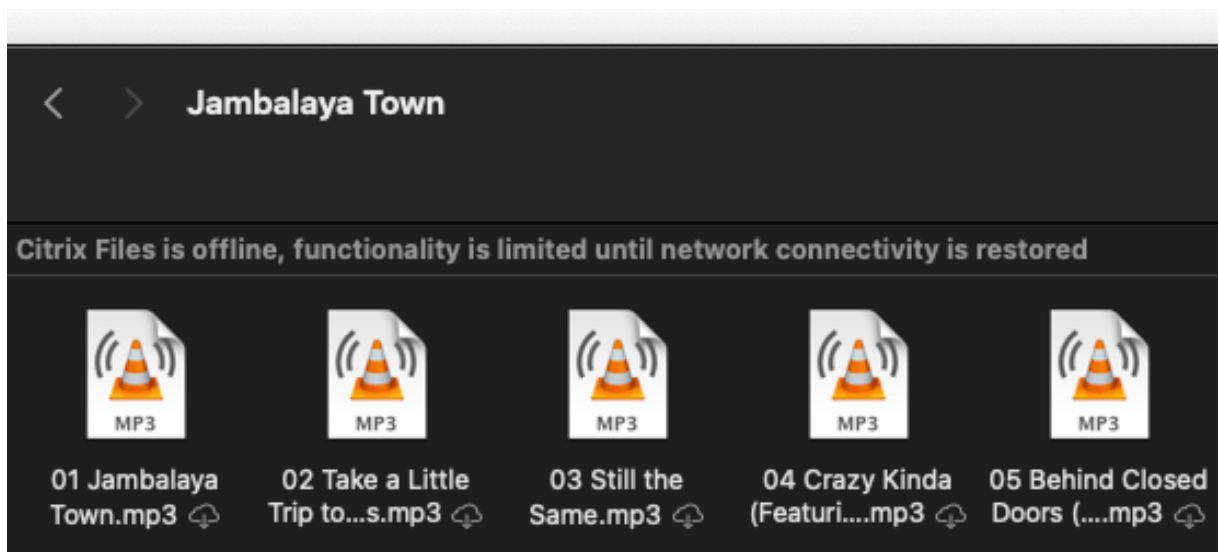 Jambalaya Town
Citrix Files is offline, functionality is limited until network connectivity is restored
MP3 MP3 MP3 MP3 MP3
01 Jambalaya Town.mp3
02 Take a Little Trip to...s.mp3
03 Still the Same.mp3
04 Crazy Kinda (Featuri....mp3
05 Behind Closed Doors (....mp3